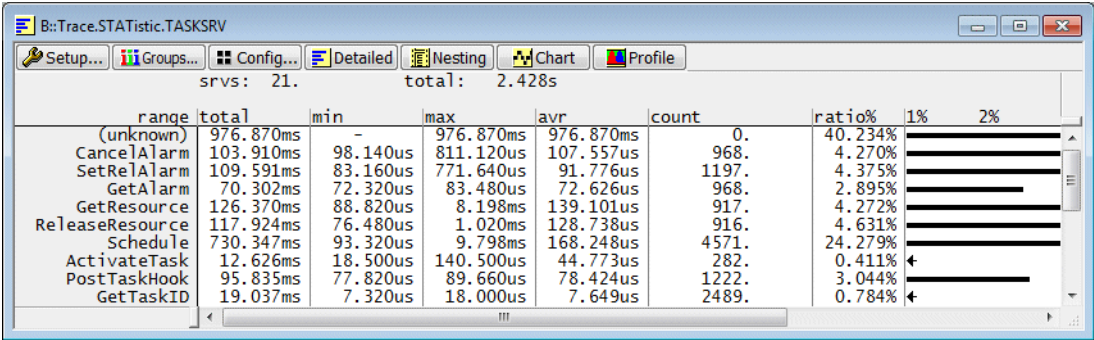 B::Trace.STATistic.TASKSRV
Setup... Groups... Config... Detailed Nesting Chart Profile
srvs: 21. total: 2.428s
range total min max avr count ratio% 1% 2%
(unknown) 976.870ms - 976.870ms 976.870ms 0. 40.234%
CancelAlarm 103.910ms 98.140us 811.120us 107.557us 968. 4.270%
SetRelAlarm 109.591ms 83.160us 771.640us 91.776us 1197. 4.375%
GetAlarm 70.302ms 72.320us 83.480us 72.626us 968. 2.895%
GetResource 126.370ms 88.820us 8.198ms 139.101us 917. 4.272%
ReleaseResource 117.924ms 76.480us 1.020ms 128.738us 916. 4.631%
Schedule 730.347ms 93.320us 9.798ms 168.248us 4571. 24.279%
ActivateTask 12.626ms 18.500us 140.500us 44.773us 282. 0.411%
PostTaskHook 95.835ms 77.820us 89.660us 78.424us 1222. 3.044%
GetTaskID 19.037ms 7.320us 18.000us 7.649us 2489. 0.784%